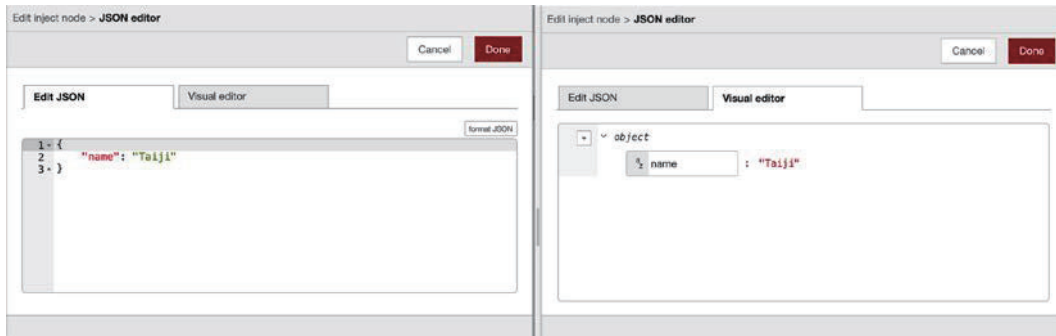 Edit inject node > JSON editor
Cancel
Done
Edit JSON
Visual editor
format JSON
1 {
2 "name": "Taiji"
3 }
Edit inject node > JSON editor
Cancel
Done
Edit JSON
Visual editor
object
a z name : "Taiji"